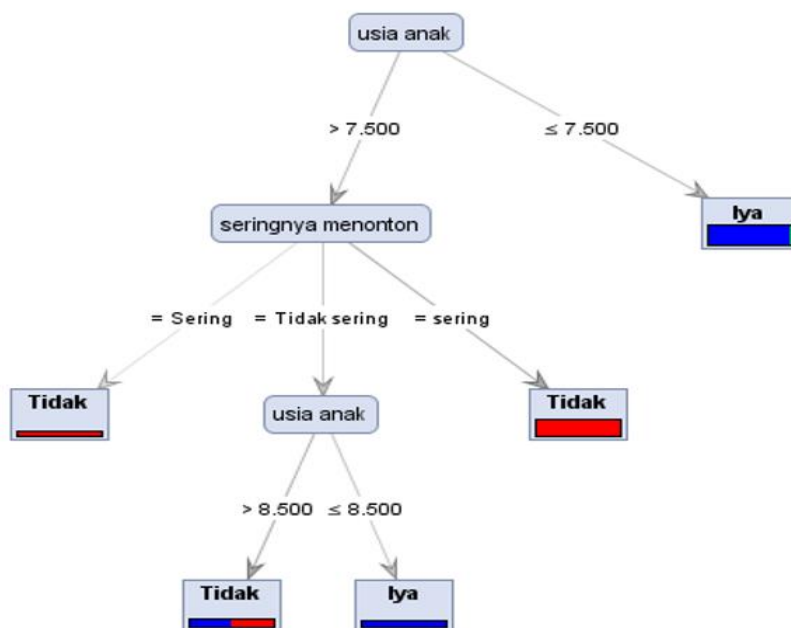 usia anak
> 7.500
≤ 7.500
Iya
seringnya menonton
= Sering
= Tidak sering
= sering
Tidak
usia anak
Tidak
> 8.500
≤ 8.500
Tidak
Iya